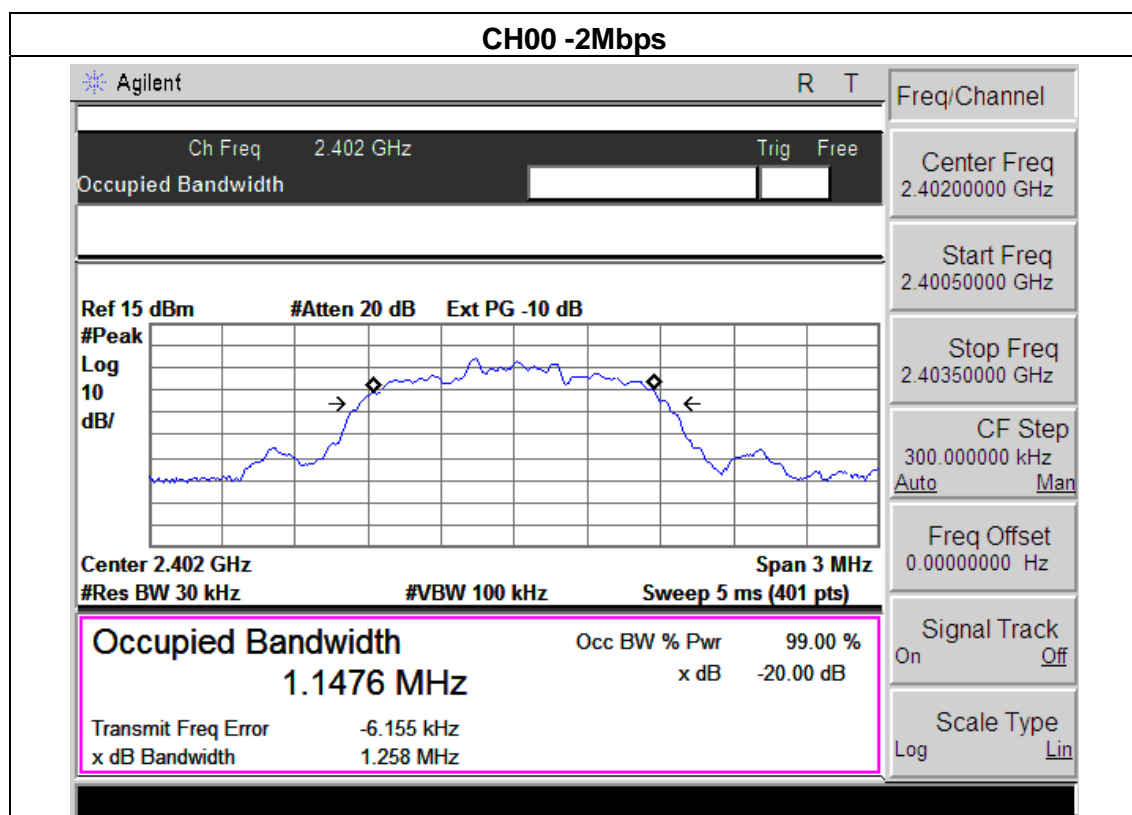 CH00 -2Mbps
Agilent R T
Ch Freq 2.402 GHz Trig Free
Occupied Bandwidth
Ref 15 dBm #Atten 20 dB Ext PG -10 dB
#Peak
Log
10
dB/
Center 2.402 GHz Span 3 MHz
#Res BW 30 kHz #VBW 100 kHz Sweep 5 ms (401 pts)
Occupied Bandwidth Occ BW % Pwr 99.00 %
1.1476 MHz x dB -20.00 dB
Transmit Freq Error -6.155 kHz
x dB Bandwidth 1.258 MHz
Freq/Channel
Center Freq
2.40200000 GHz
Start Freq
2.40050000 GHz
Stop Freq
2.40350000 GHz
CF Step
300.000000 kHz
Auto Man
Freq Offset
0.00000000 Hz
Signal Track
On Off
Scale Type
Log Lin